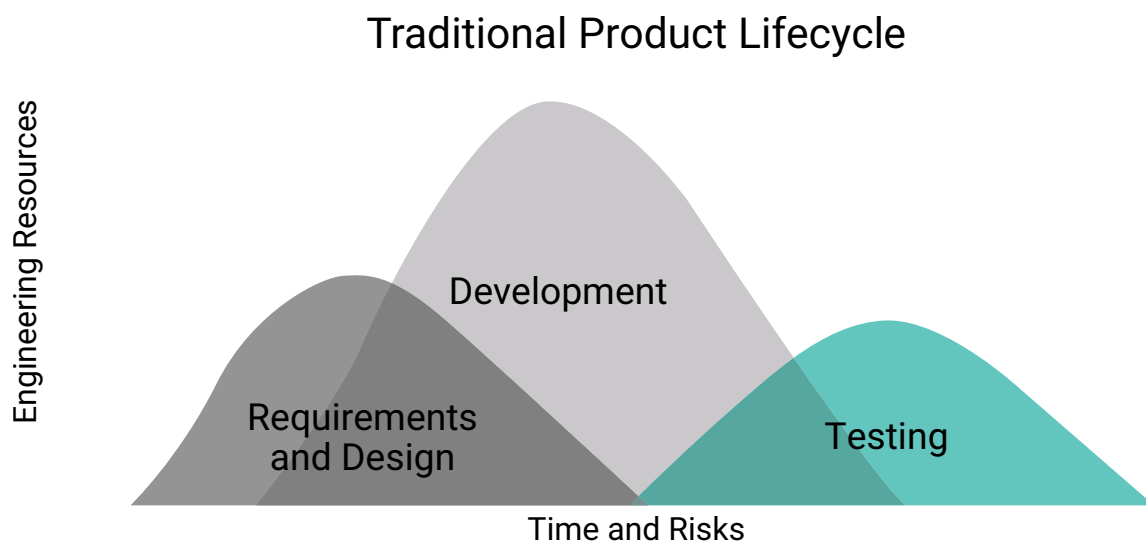 Traditional Product Lifecycle
Engineering Resources
Development
Requirements
and Design
Testing
Time and Risks